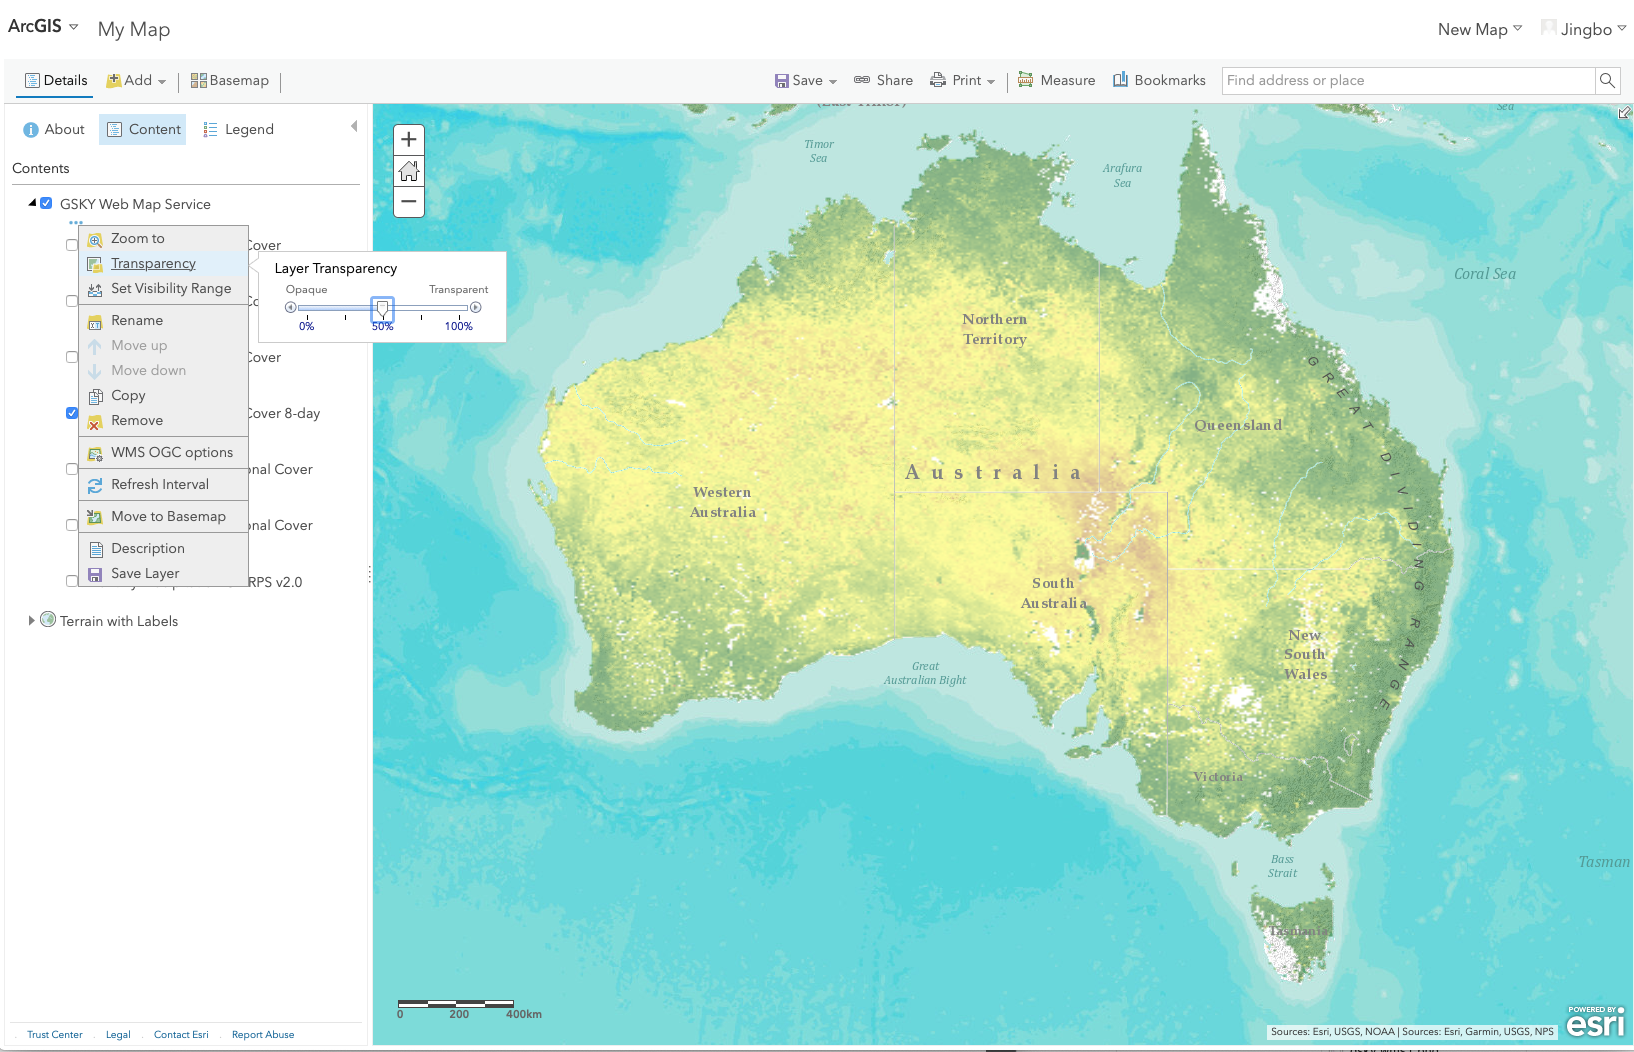 ArcGIS
My Map
New Map
Jingbo
Details
Add
Basemap
Save
Share
Print
Measure
Bookmarks
Find address or place
About
Content
Legend
Contents
GSKY Web Map Service
Cover
Cover
Cover 8-day
onal Cover
onal Cover
RPS v2.0
Terrain with Labels
Zoom to
Transparency
Set Visibility Range
Rename
Move up
Move down
Copy
Remove
WMS OGC options
Refresh Interval
Move to Basemap
Description
Save Layer
Layer Transparency
Opaque
Transparent
0%
50%
100%
(East Timor)
Timor
Sea
Arafura
Sea
Sea
Coral Sea
Northern
Territory
GREAT DIVIDING RANGE
Queensland
Australia
Western
Australia
South
Australia
New
South
Wales
Great
Australian Bight
Victoria
Bass
Strait
Tasman
Tasmania
0
200
400km
Trust Center
Legal
Contact Esri
Report Abuse
Sources: Esri, USGS, NOAA | Sources: Esri, Garmin, USGS, NPS
POWERED BY
esri